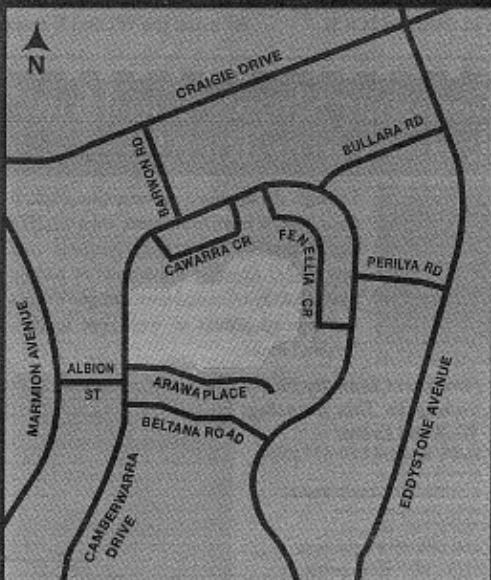 N
CRAIGIE DRIVE
BULLARA RD
BARWON RD
CAWARRA CR
FENELLIA CR
PERILYA RD
MARMION AVENUE
ALBION
ST
ARAWA PLACE
BELTANA ROAD
EDDYSTONE AVENUE
CAMBERWARRA
DRIVE